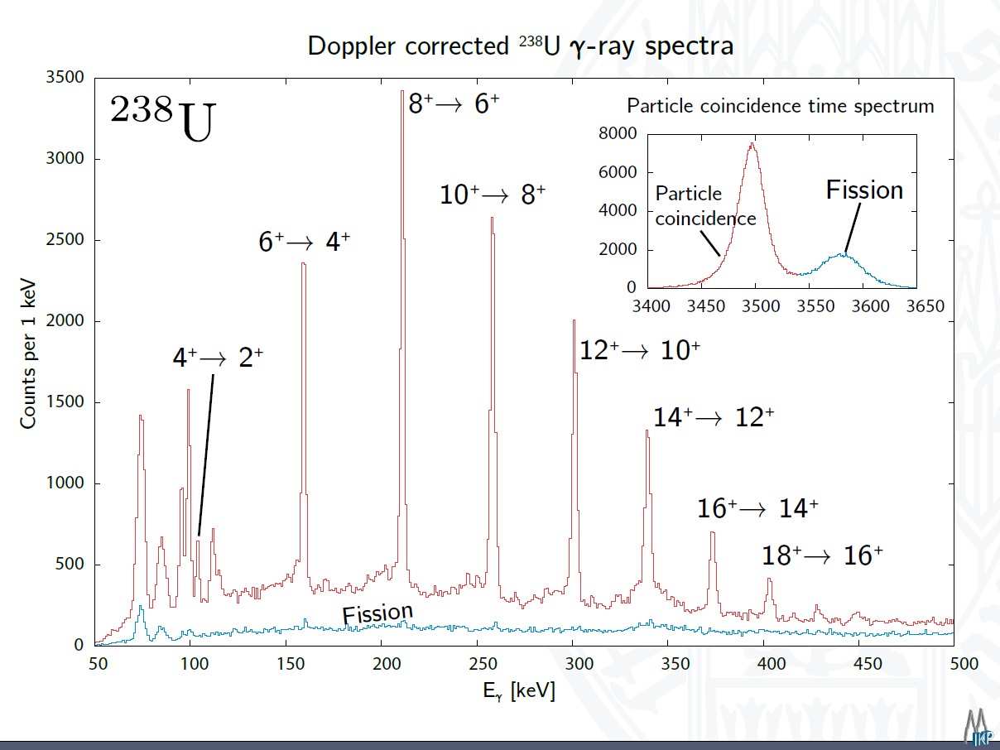 Doppler corrected ²³⁸U γ-ray spectra
²³⁸U
8⁺→ 6⁺
10⁺→ 8⁺
6⁺→ 4⁺
4⁺→ 2⁺
12⁺→ 10⁺
14⁺→ 12⁺
16⁺→ 14⁺
18⁺→ 16⁺
Fission
Counts per 1 keV
3500
3000
2500
2000
1500
1000
500
0
50 100 150 200 250 300 350 400 450 500
E_γ [keV]
Particle coincidence time spectrum
8000
6000
4000
2000
0
Particle
coincidence
Fission
3400 3450 3500 3550 3600 3650
IKP